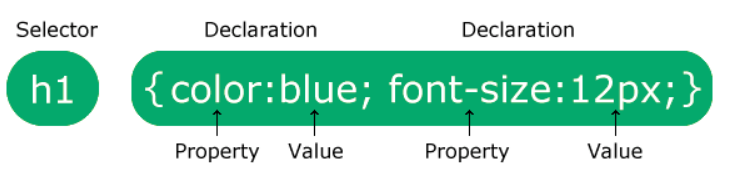 Selector Declaration Declaration
h1 {color:blue; font-size:12px;}
Property Value Property Value